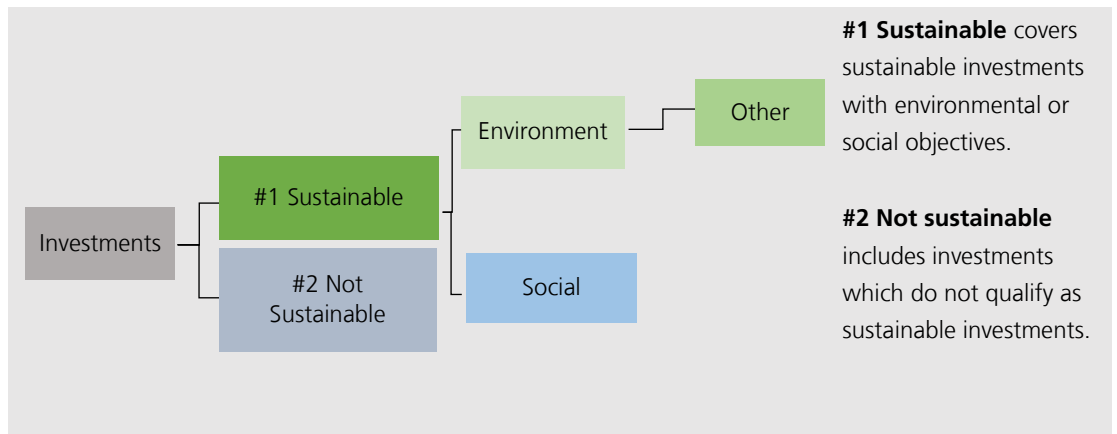 Investments
#1 Sustainable
#2 Not
Sustainable
Environment
Social
Other
#1 Sustainable covers
sustainable investments
with environmental or
social objectives.
#2 Not sustainable
includes investments
which do not qualify as
sustainable investments.